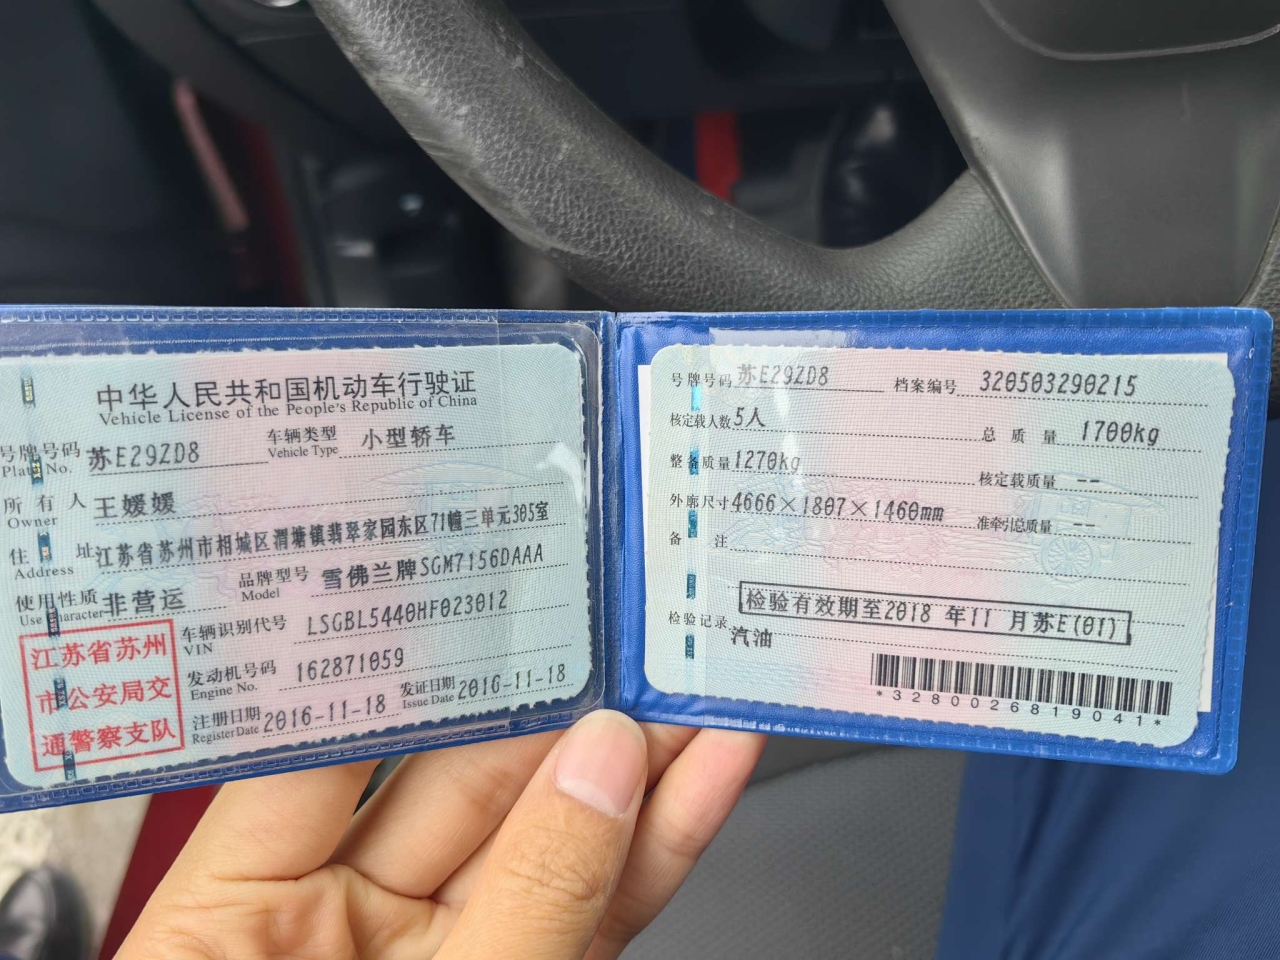 中华人民共和国机动车行驶证
Vehicle License of the People's Republic of China
号牌号码 苏E29ZD8 车辆类型 小型轿车
Plate No. Vehicle Type
所有人 王媛媛
Owner
住址 江苏省苏州市相城区渭塘镇翡翠家园东区71幢三单元305室
Address
使用性质 非营运 品牌型号 雪佛兰牌SGM7156DAAA
Use Character Model
车辆识别代号 LSGBL5440HF023012
VIN
发动机号码 162871059
Engine No.
注册日期 2016-11-18 发证日期 2016-11-18
Register Date Issue Date
江苏省苏州
市公安局交
通警察支队
号牌号码 苏E29ZD8 档案编号 320503290215
核定载人数 5人 总质量 1700kg
整备质量 1270kg 核定载质量 --
外廓尺寸 4666×1807×1460mm 准牵引总质量 --
备注
检验有效期至2018 年11 月苏E(01)
检验记录
汽油
*3280026819041*